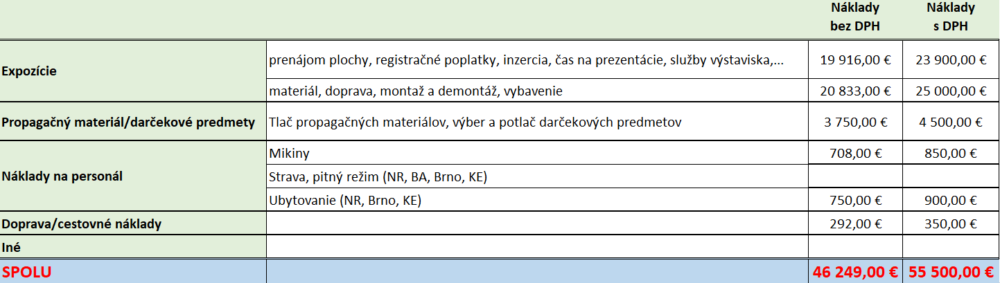 Náklady bez DPH Náklady s DPH
Expozície prenájom plochy, registračné poplatky, inzercia, čas na prezentácie, služby výstaviska,... 19 916,00 € 23 900,00 €
materiál, doprava, montaž a demontáž, vybavenie 20 833,00 € 25 000,00 €
Propagačný materiál/darčekové predmety Tlač propagačných materiálov, výber a potlač darčekových predmetov 3 750,00 € 4 500,00 €
Náklady na personál Mikiny 708,00 € 850,00 €
Strava, pitný režim (NR, BA, Brno, KE)
Ubytovanie (NR, Brno, KE) 750,00 € 900,00 €
Doprava/cestovné náklady 292,00 € 350,00 €
Iné
SPOLU 46 249,00 € 55 500,00 €